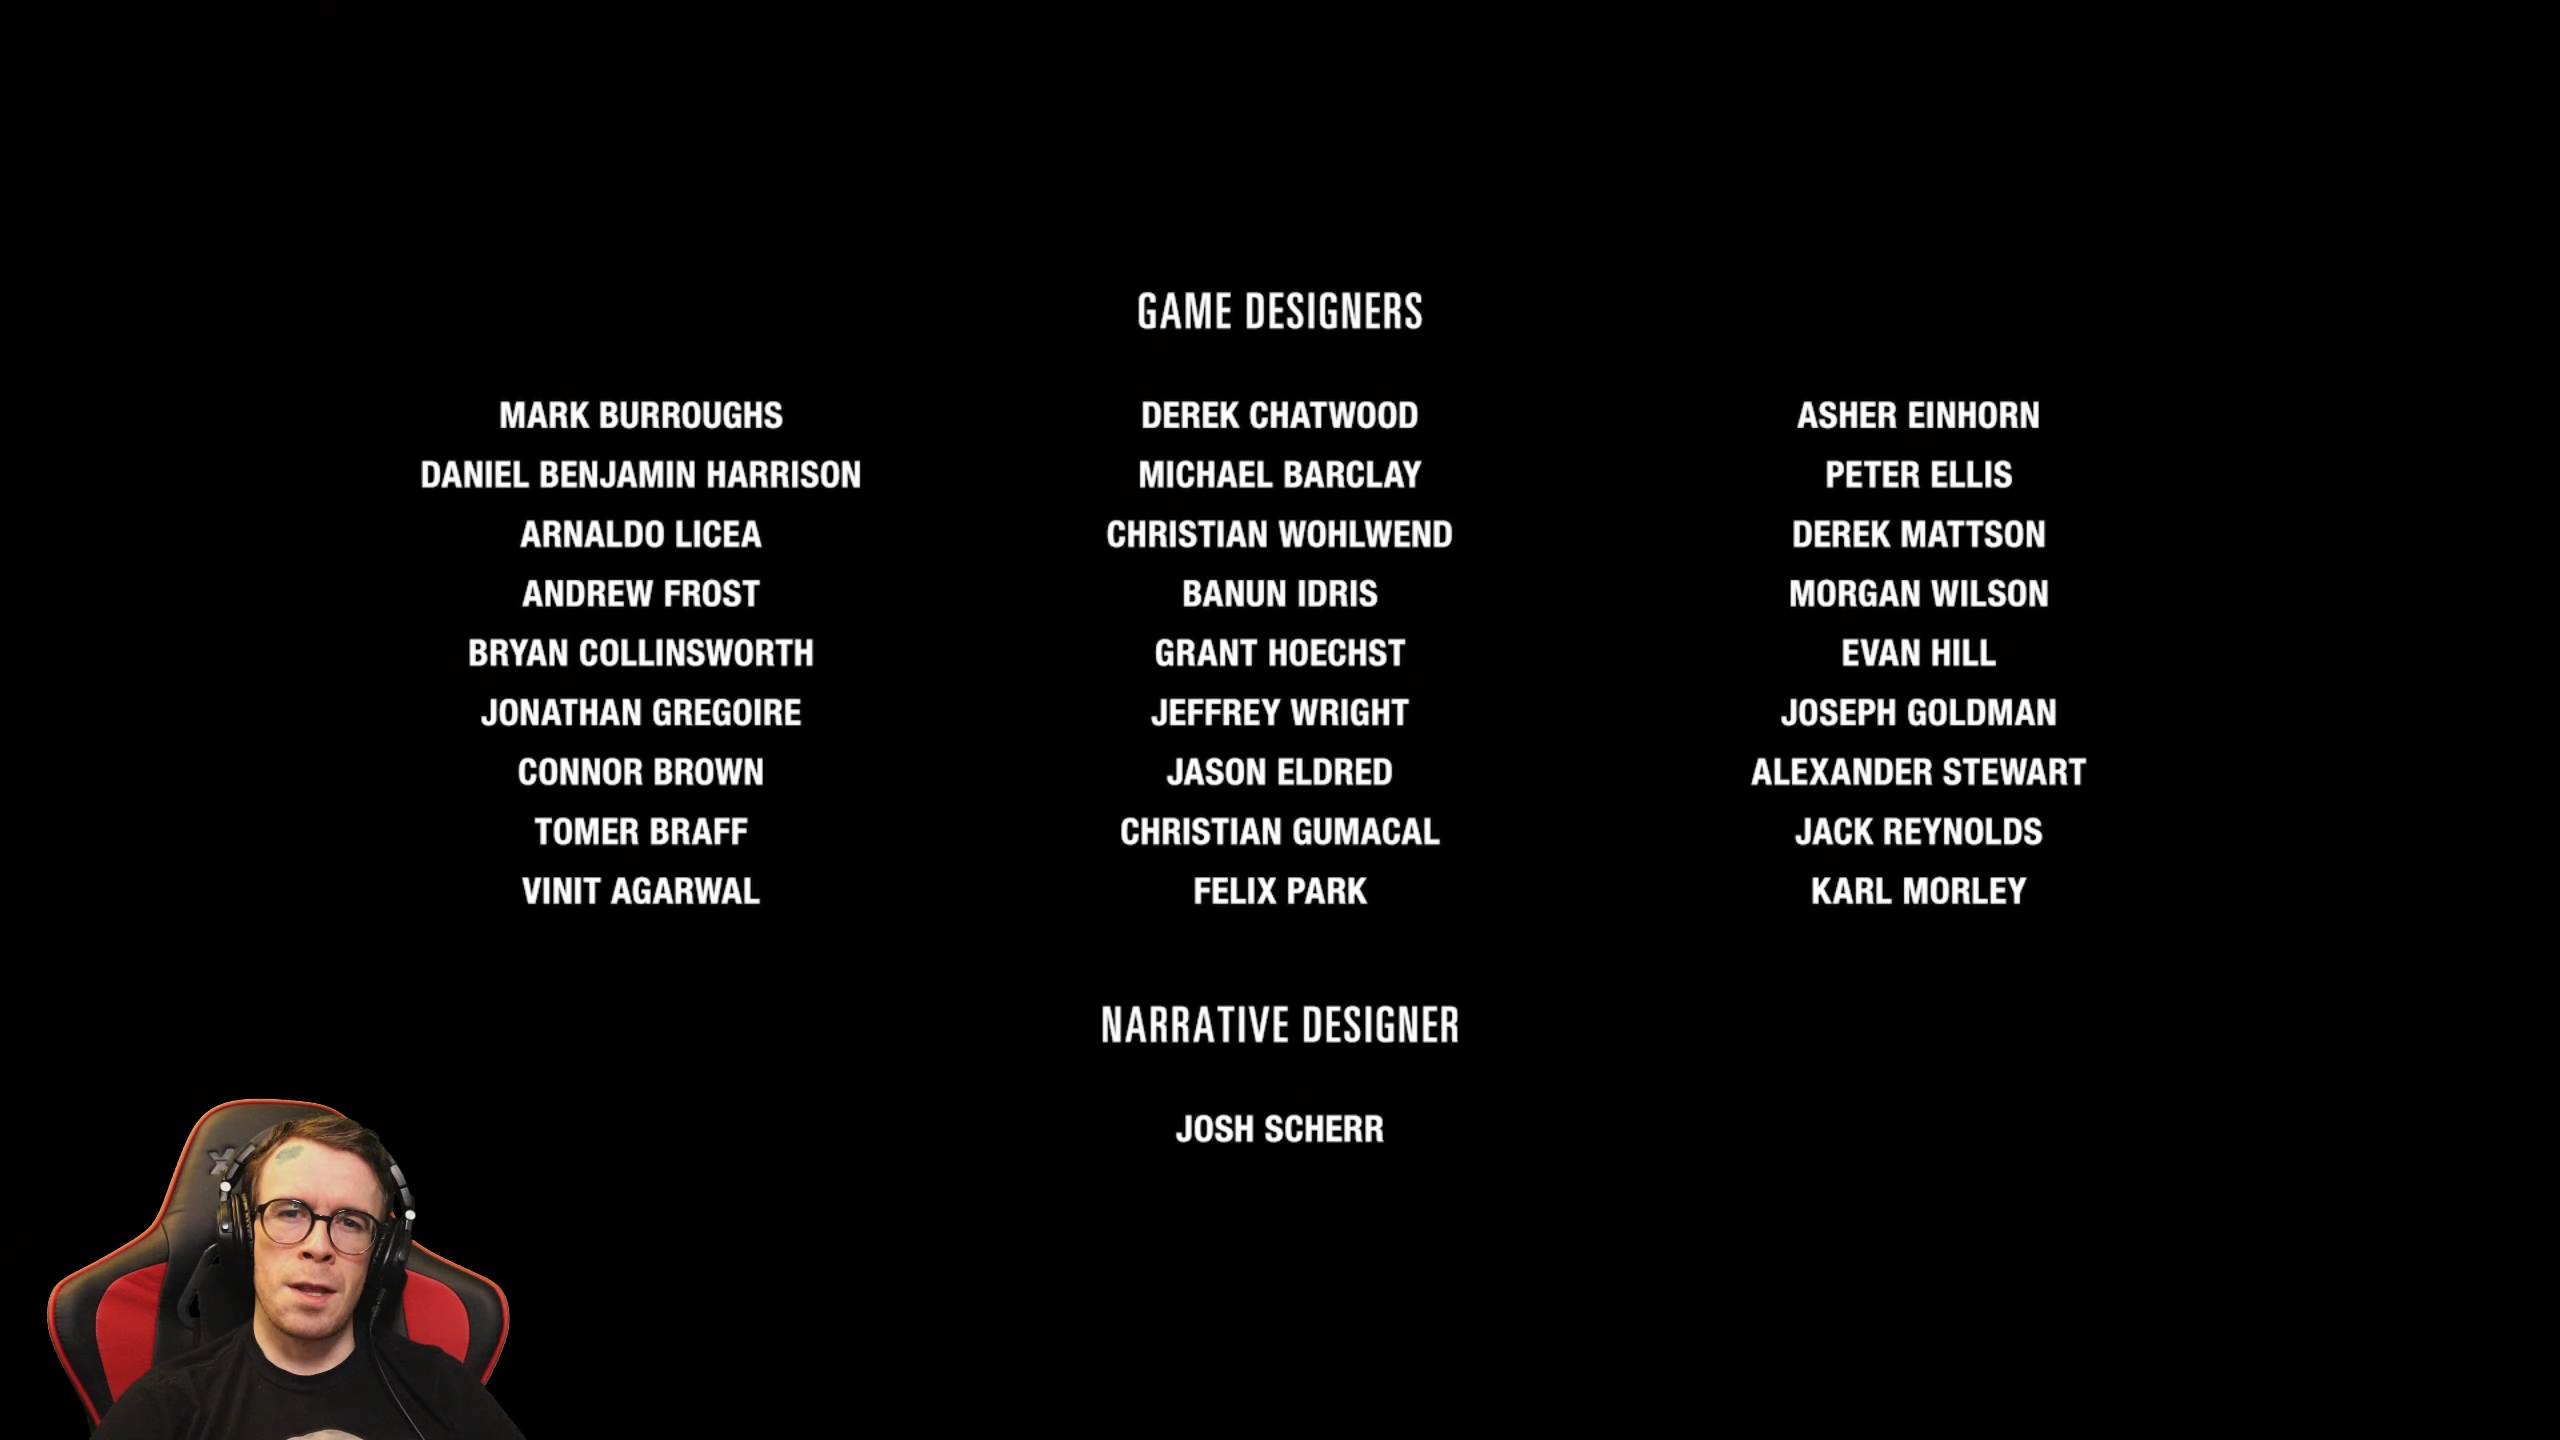 GAME DESIGNERS
MARK BURROUGHS DEREK CHATWOOD ASHER EINHORN
DANIEL BENJAMIN HARRISON MICHAEL BARCLAY PETER ELLIS
ARNALDO LICEA CHRISTIAN WOHLWEND DEREK MATTSON
ANDREW FROST BANUN IDRIS MORGAN WILSON
BRYAN COLLINSWORTH GRANT HOECHST EVAN HILL
JONATHAN GREGOIRE JEFFREY WRIGHT JOSEPH GOLDMAN
CONNOR BROWN JASON ELDRED ALEXANDER STEWART
TOMER BRAFF CHRISTIAN GUMACAL JACK REYNOLDS
VINIT AGARWAL FELIX PARK KARL MORLEY
NARRATIVE DESIGNER
JOSH SCHERR